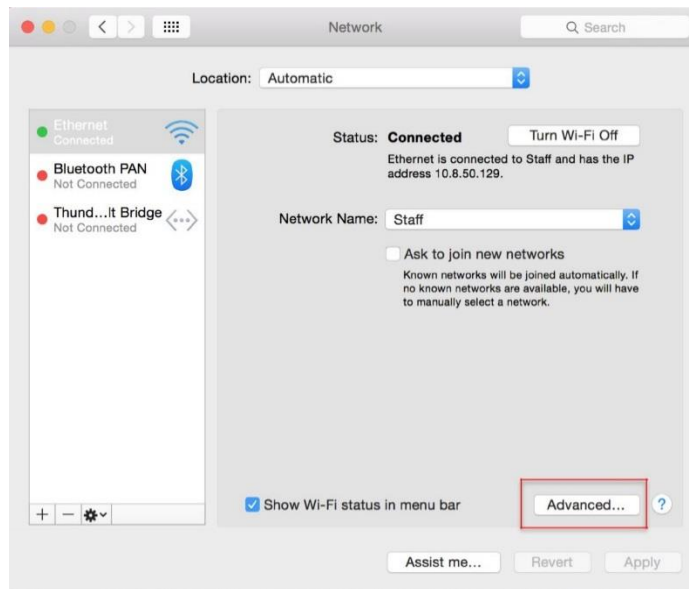 Network
Search
Location: Automatic
Ethernet
Connected
Bluetooth PAN
Not Connected
Thund...lt Bridge
Not Connected
Status: Connected
Turn Wi-Fi Off
Ethernet is connected to Staff and has the IP
address 10.8.50.129.
Network Name: Staff
Ask to join new networks
Known networks will be joined automatically. If
no known networks are available, you will have
to manually select a network.
Show Wi-Fi status in menu bar
Advanced...
?
Assist me...
Revert
Apply